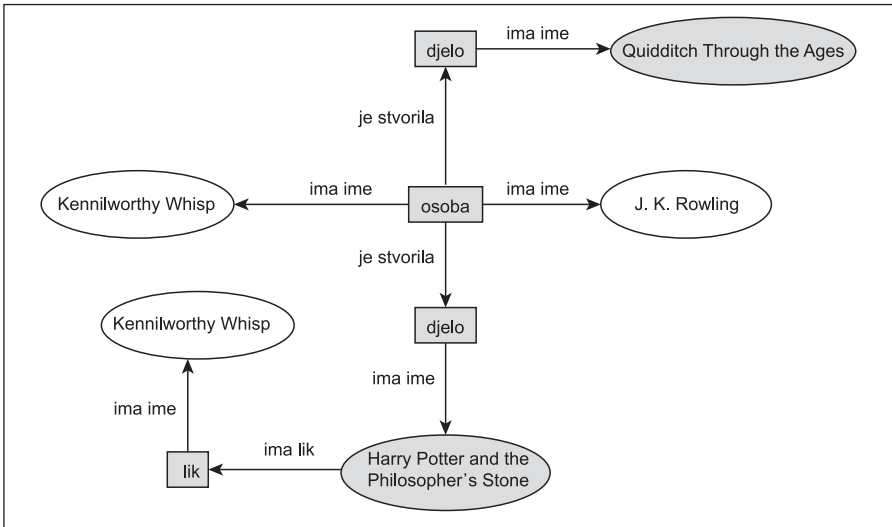 djelo
ima ime
Quidditch Through the Ages
je stvorila
Kennilworthy Whisp
ima ime
osoba
ima ime
J. K. Rowling
je stvorila
djelo
Kennilworthy Whisp
ima ime
ima ime
lik
ima lik
Harry Potter and the
Philosopher's Stone